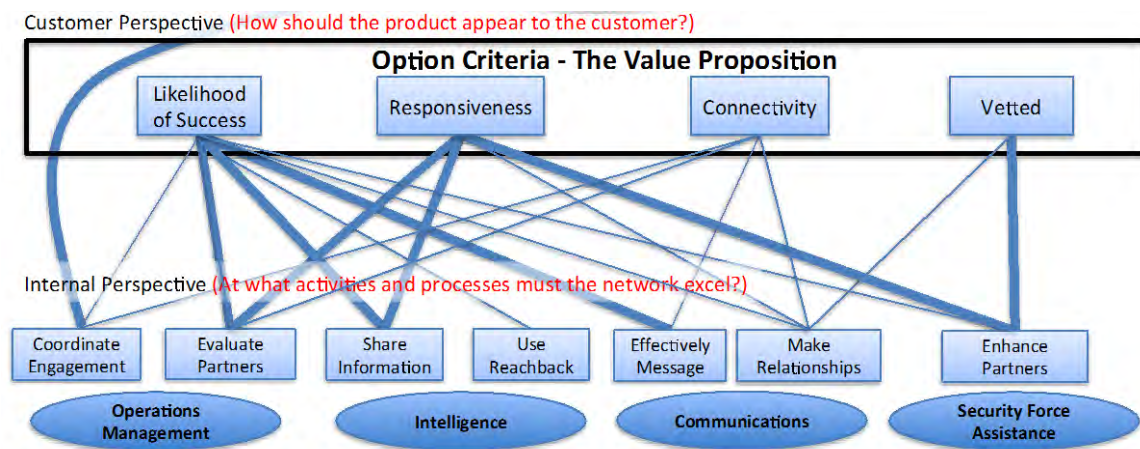 Customer Perspective (How should the product appear to the customer?)
Option Criteria - The Value Proposition
Likelihood
of Success
Responsiveness
Connectivity
Vetted
Internal Perspective (At what activities and processes must the network excel?)
Coordinate
Engagement
Evaluate
Partners
Share
Information
Use
Reachback
Effectively
Message
Make
Relationships
Enhance
Partners
Operations
Management
Intelligence
Communications
Security Force
Assistance